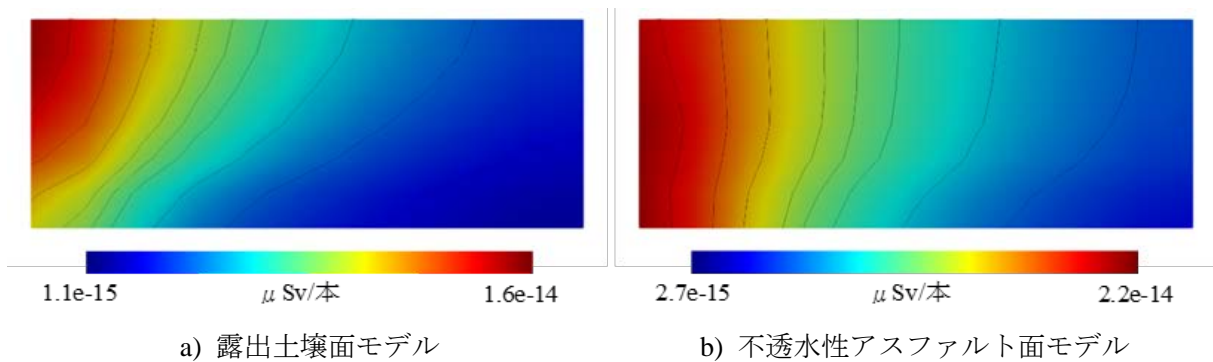 1.1e-15 μ Sv/本 1.6e-14
2.7e-15 μ Sv/本 2.2e-14
a) 露出土壌面モデル
b) 不透水性アスファルト面モデル